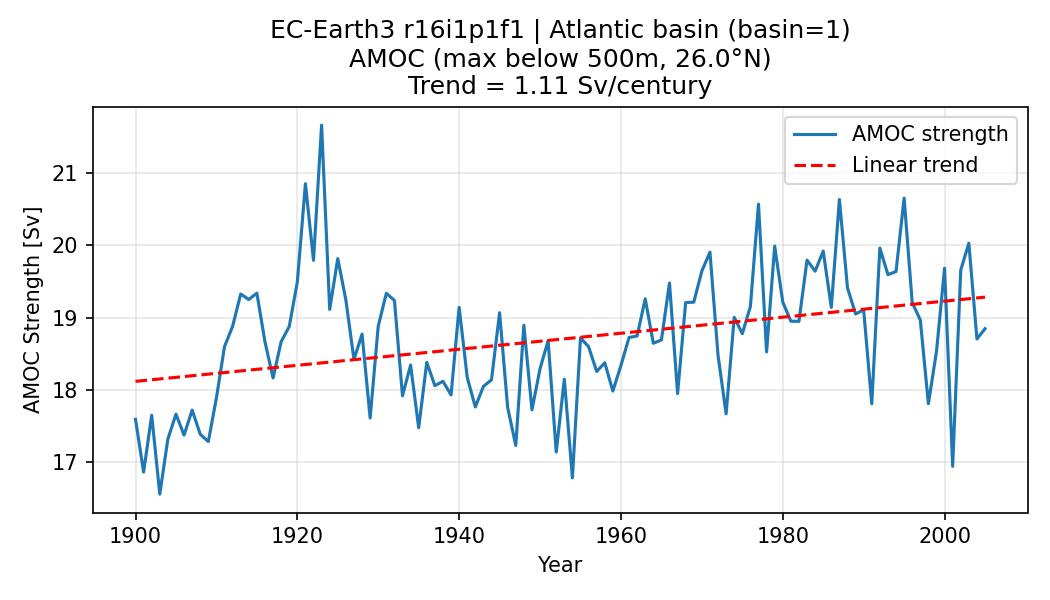 EC-Earth3 r16i1p1f1 | Atlantic basin (basin=1)
AMOC (max below 500m, 26.0°N)
Trend = 1.11 Sv/century
AMOC strength
Linear trend
AMOC Strength [Sv]
21
20
19
18
17
1900 1920 1940 1960 1980 2000
Year